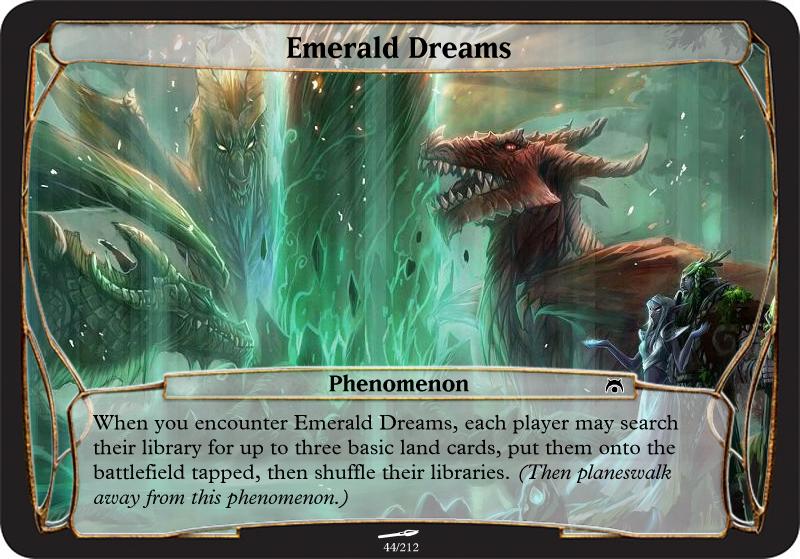 Emerald Dreams
Phenomenon
When you encounter Emerald Dreams, each player may search
their library for up to three basic land cards, put them onto the
battlefield tapped, then shuffle their libraries. (Then planeswalk
away from this phenomenon.)
44/212